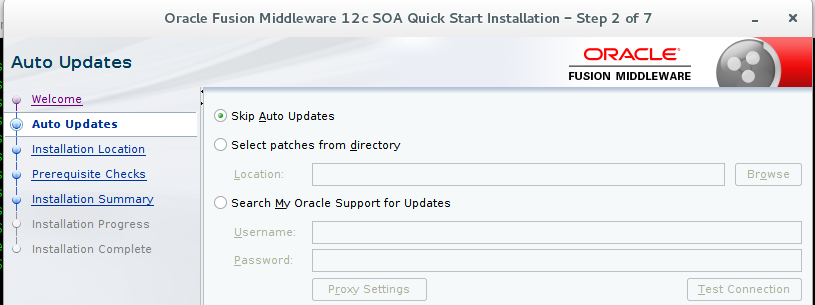 Oracle Fusion Middleware 12c SOA Quick Start Installation – Step 2 of 7
Auto Updates
ORACLE
FUSION MIDDLEWARE
Welcome
Auto Updates
Installation Location
Prerequisite Checks
Installation Summary
Installation Progress
Installation Complete
Skip Auto Updates
Select patches from directory
Location:
Browse
Search My Oracle Support for Updates
Username:
Password:
Proxy Settings
Test Connection